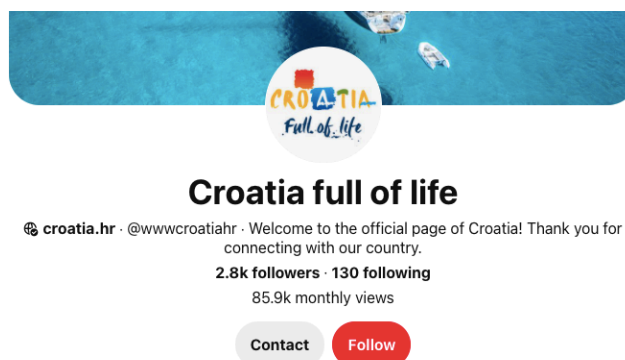 CROATIA
Full of life
Croatia full of life
croatia.hr · @wwwcroatiahr · Welcome to the official page of Croatia! Thank you for
connecting with our country.
2.8k followers · 130 following
85.9k monthly views
Contact Follow